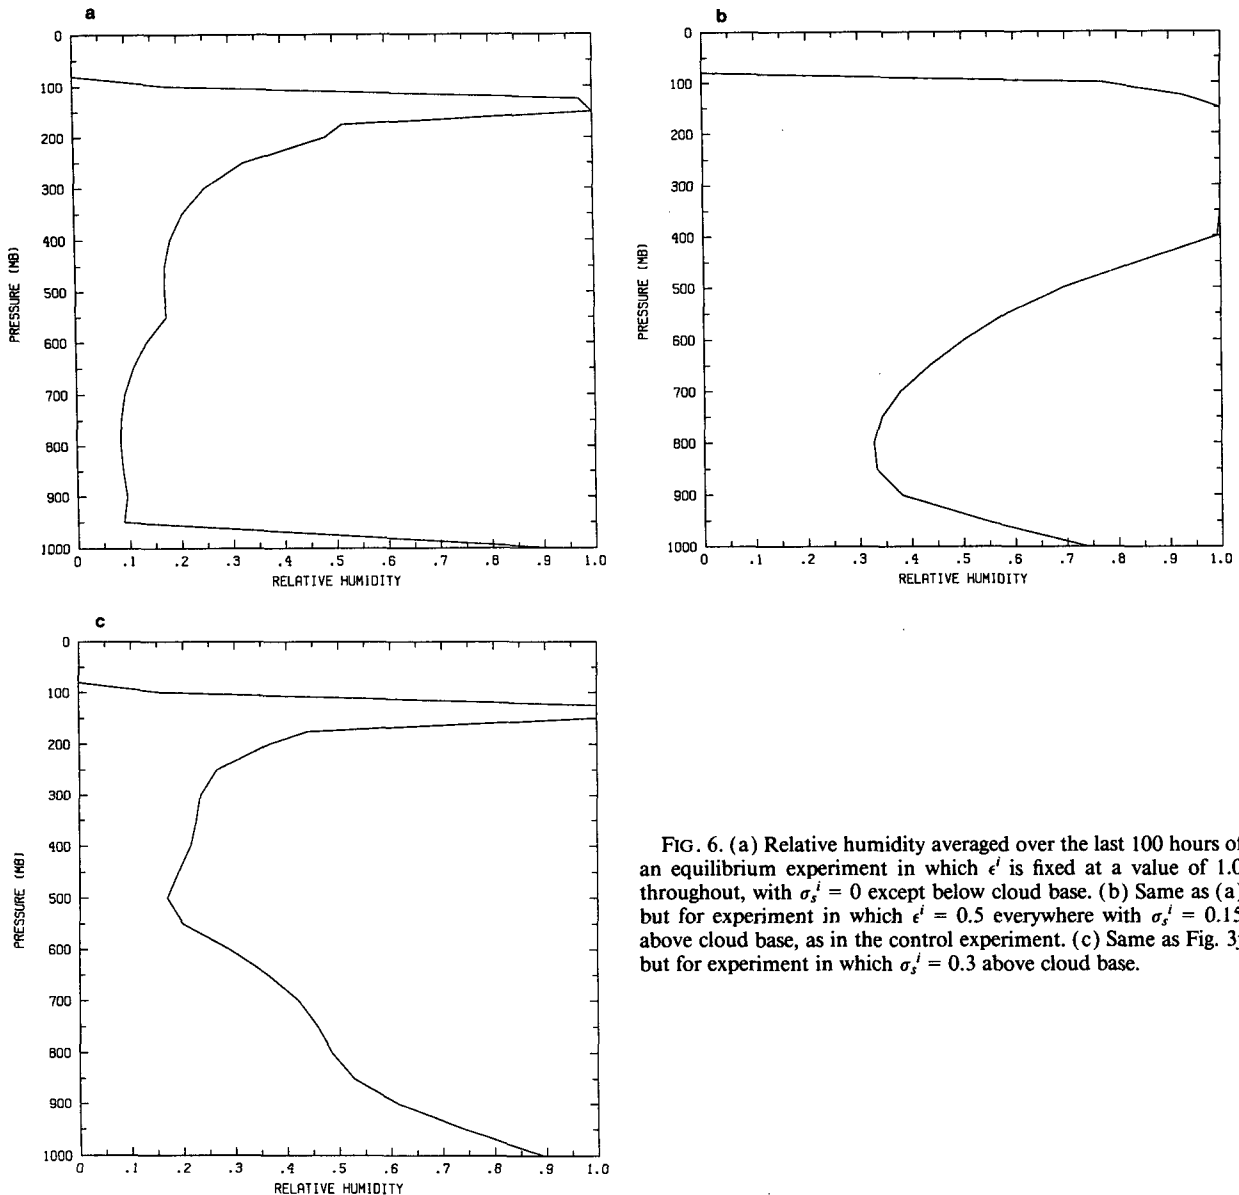 a
0
100
200
300
400
500
600
700
800
900
1000
PRESSURE (MB)
0 .1 .2 .3 .4 .5 .6 .7 .8 .9 1.0
RELATIVE HUMIDITY
b
0
100
200
300
400
500
600
700
800
900
1000
PRESSURE (MB)
0 .1 .2 .3 .4 .5 .6 .7 .8 .9 1.0
RELATIVE HUMIDITY
c
0
100
200
300
400
500
600
700
800
900
1000
PRESSURE (MB)
0 .1 .2 .3 .4 .5 .6 .7 .8 .9 1.0
RELATIVE HUMIDITY
FIG. 6. (a) Relative humidity averaged over the last 100 hours of
an equilibrium experiment in which ϵⁱ is fixed at a value of 1.0
throughout, with σₛⁱ = 0 except below cloud base. (b) Same as (a)
but for experiment in which ϵⁱ = 0.5 everywhere with σₛⁱ = 0.15
above cloud base, as in the control experiment. (c) Same as Fig. 3;
but for experiment in which σₛⁱ = 0.3 above cloud base.